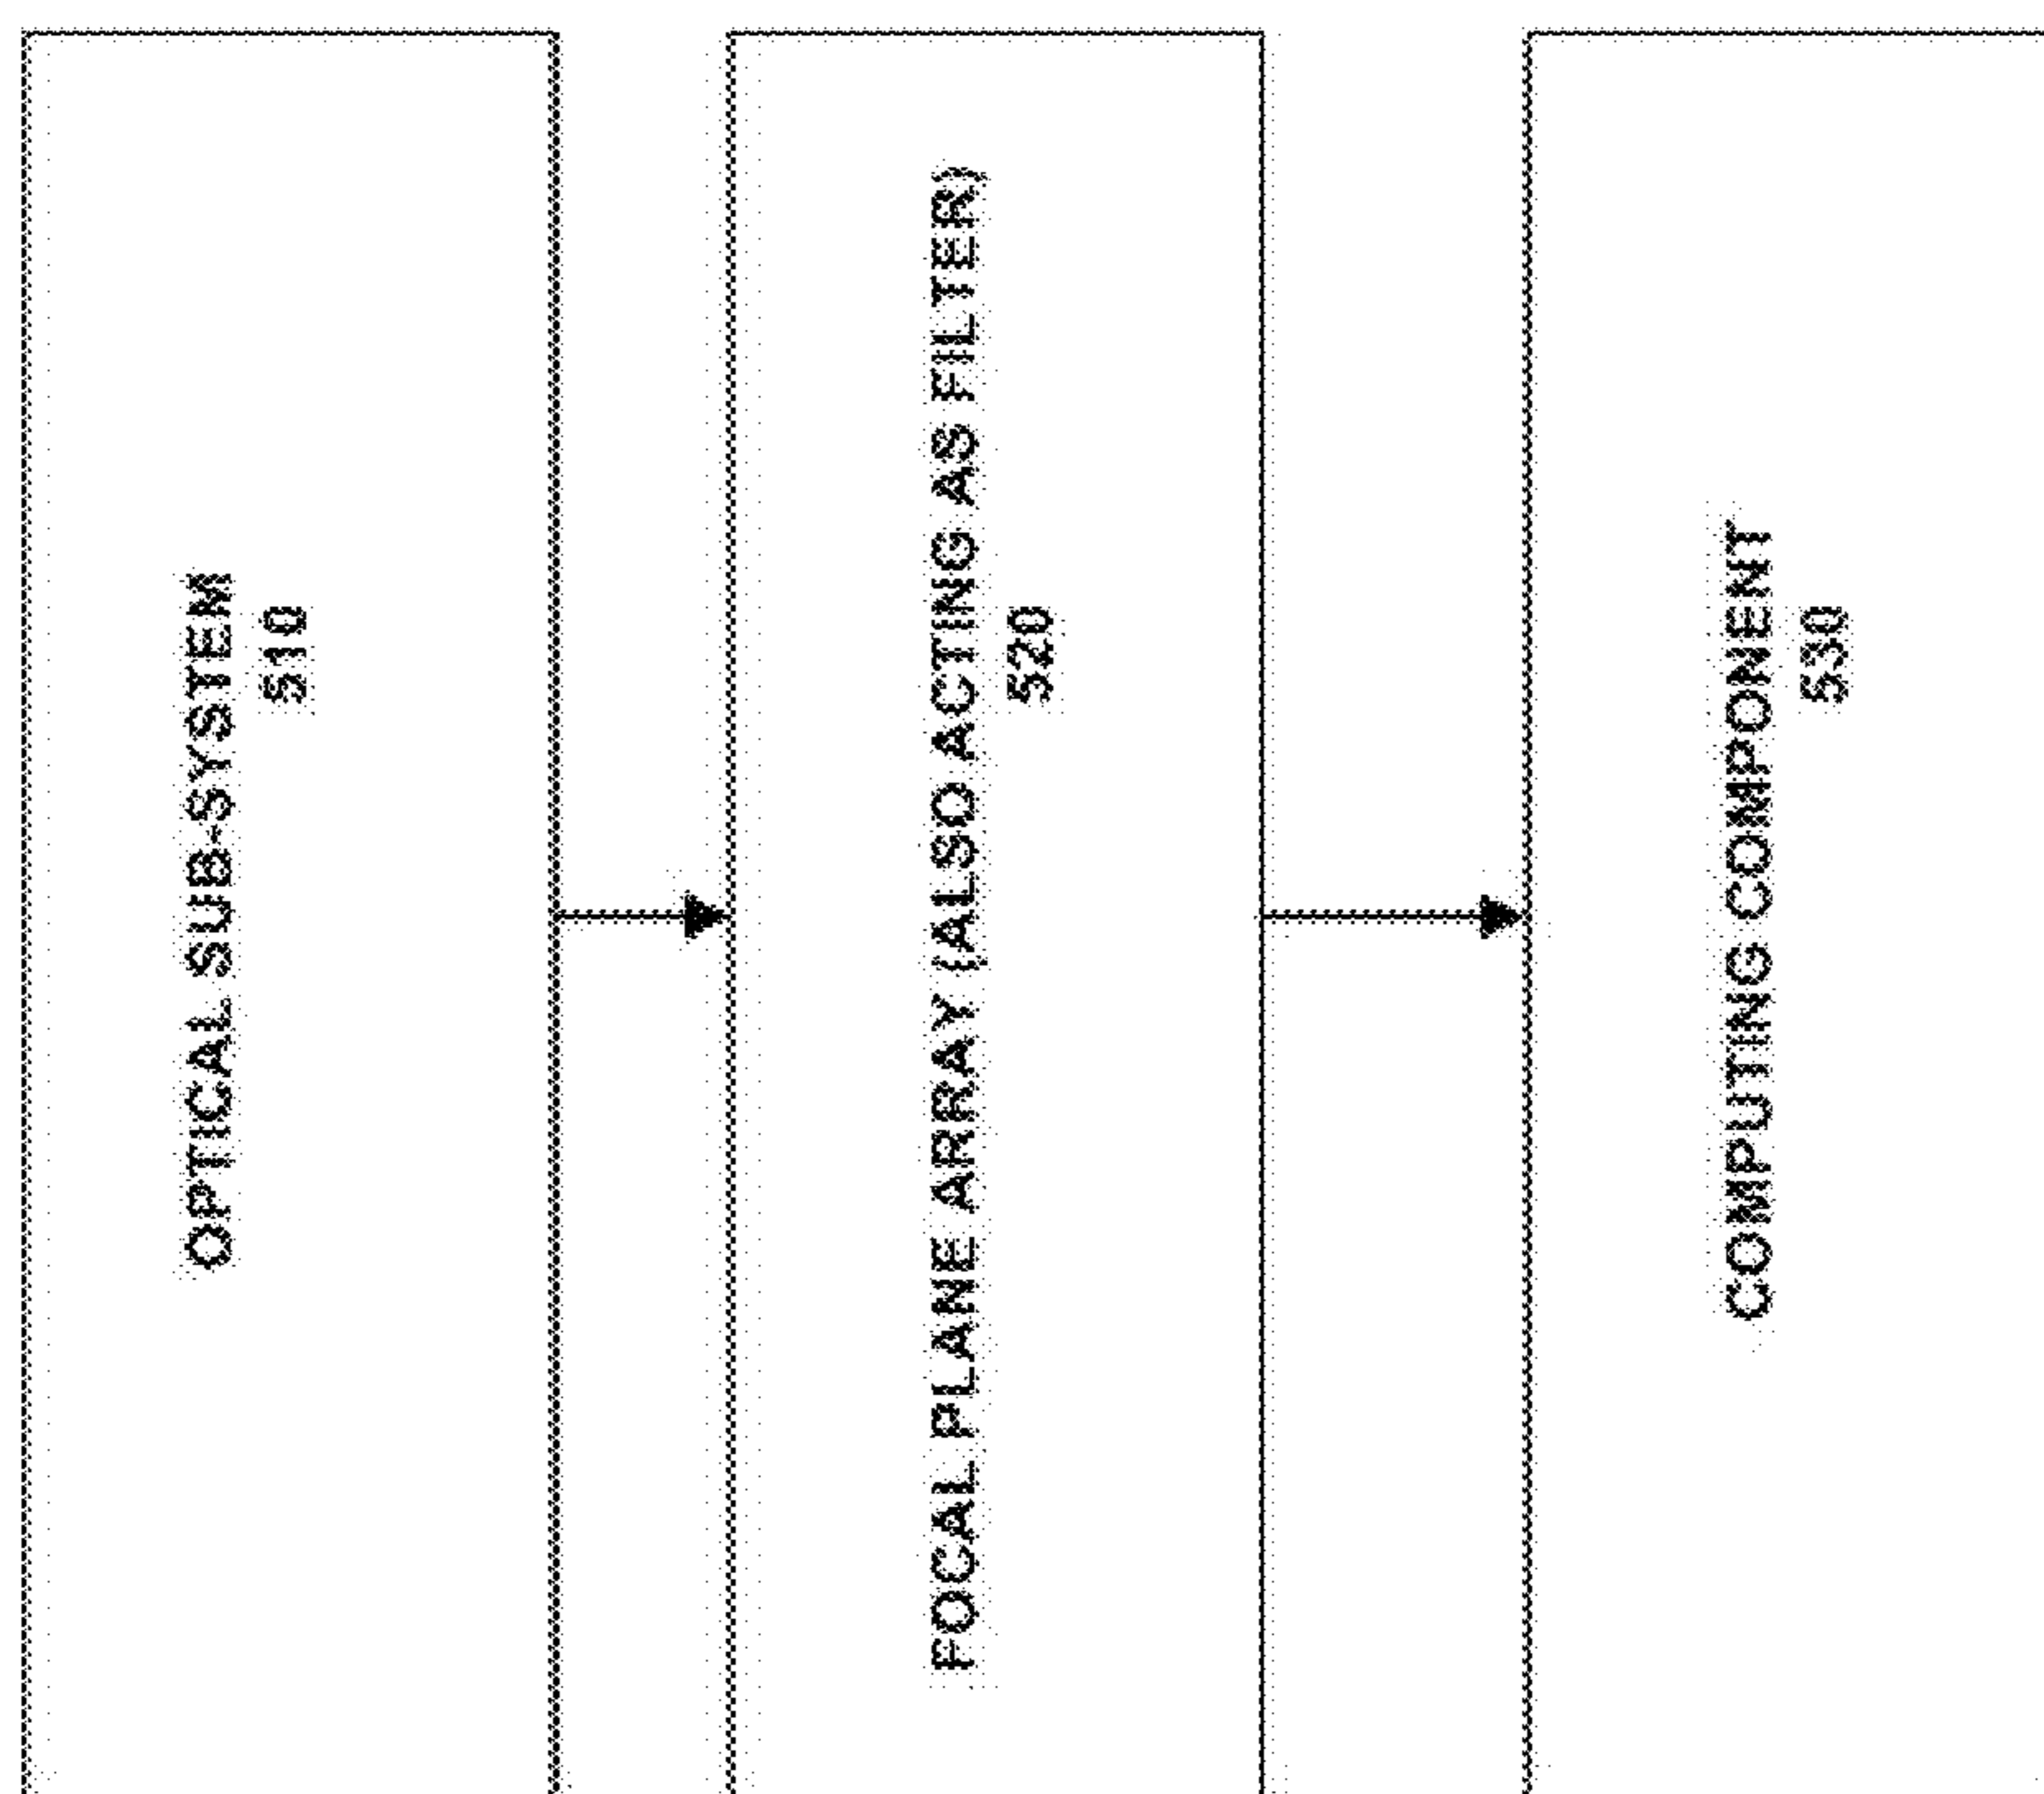 OPTICAL SUB-SYSTEM
510
FOCAL PLANE ARRAY (ALSO ACTING AS FILTER)
520
COMPUTING COMPONENT
530